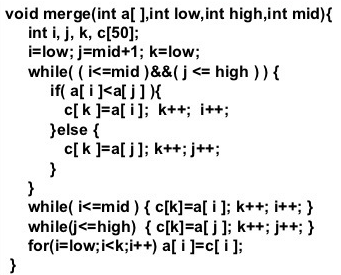 void merge(int a[ ],int low,int high,int mid){
int i, j, k, c[50];
i=low; j=mid+1; k=low;
while( ( i<=mid )&&( j <= high ) ) {
if( a[ i ]<a[ j ] ){
c[ k ]=a[ i ]; k++; i++;
}else {
c[ k ]=a[ j ]; k++; j++;
}
}
while( i<=mid ) { c[k]=a[ i ]; k++; i++; }
while(j<=high) { c[k]=a[ j ]; k++; j++; }
for(i=low;i<k;i++) a[ i ]=c[ i ];
}